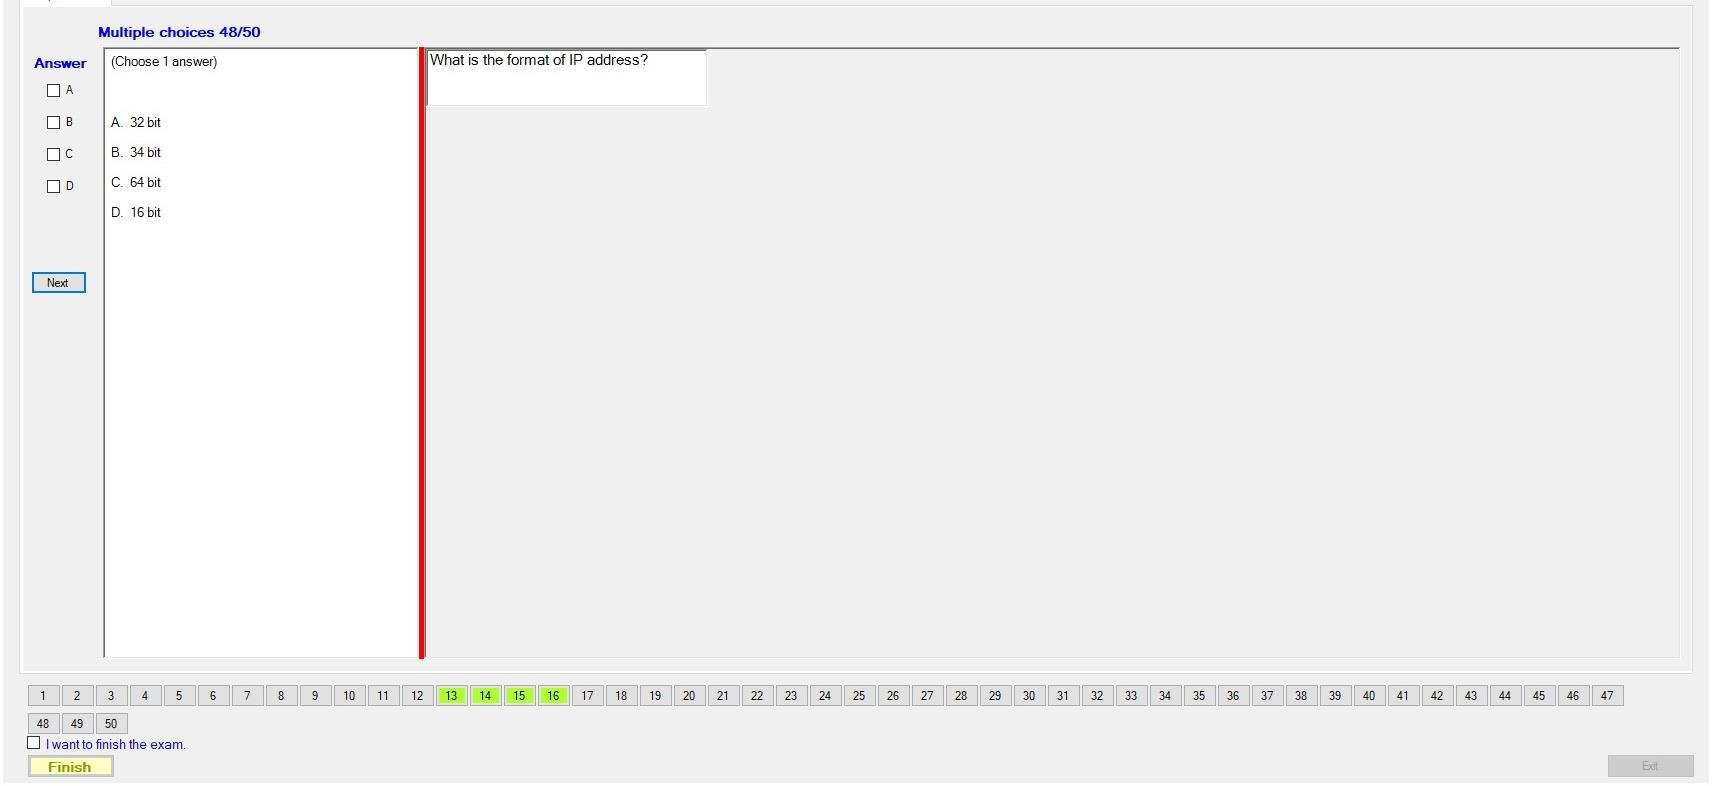 Multiple choices 48/50
Answer
A
B
C
D
Next
(Choose 1 answer)
A. 32 bit
B. 34 bit
C. 64 bit
D. 16 bit
What is the format of IP address?
1 2 3 4 5 6 7 8 9 10 11 12 13 14 15 16 17 18 19 20 21 22 23 24 25 26 27 28 29 30 31 32 33 34 35 36 37 38 39 40 41 42 43 44 45 46 47
48 49 50
I want to finish the exam.
Finish
Exit